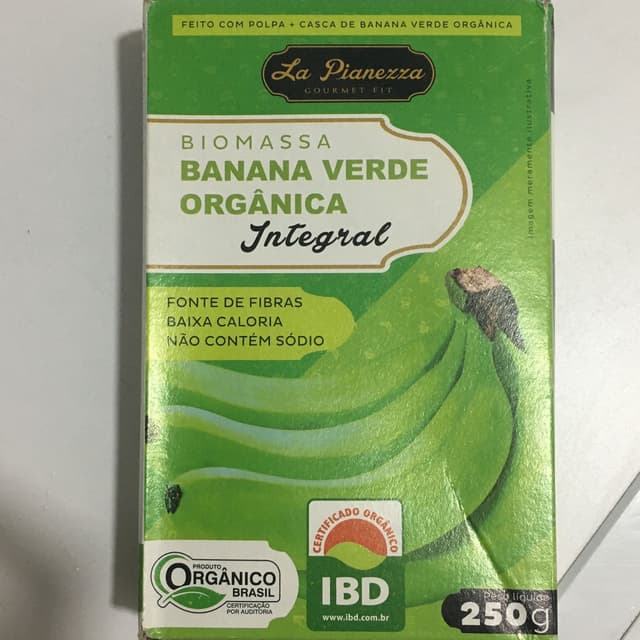 FEITO COM POLPA + CASCA DE BANANA VERDE ORGÂNICA
La Pianezza
GOURMET FIT
BIOMASSA
BANANA VERDE
ORGÂNICA
Integral
imagem meramente ilustrativa
FONTE DE FIBRAS
BAIXA CALORIA
NÃO CONTÉM SÓDIO
CERTIFICADO ORGÂNICO
IBD
www.ibd.com.br
PRODUTO
ORGÂNICO
BRASIL
CERTIFICAÇÃO
POR AUDITORIA
Peso líquido
250g